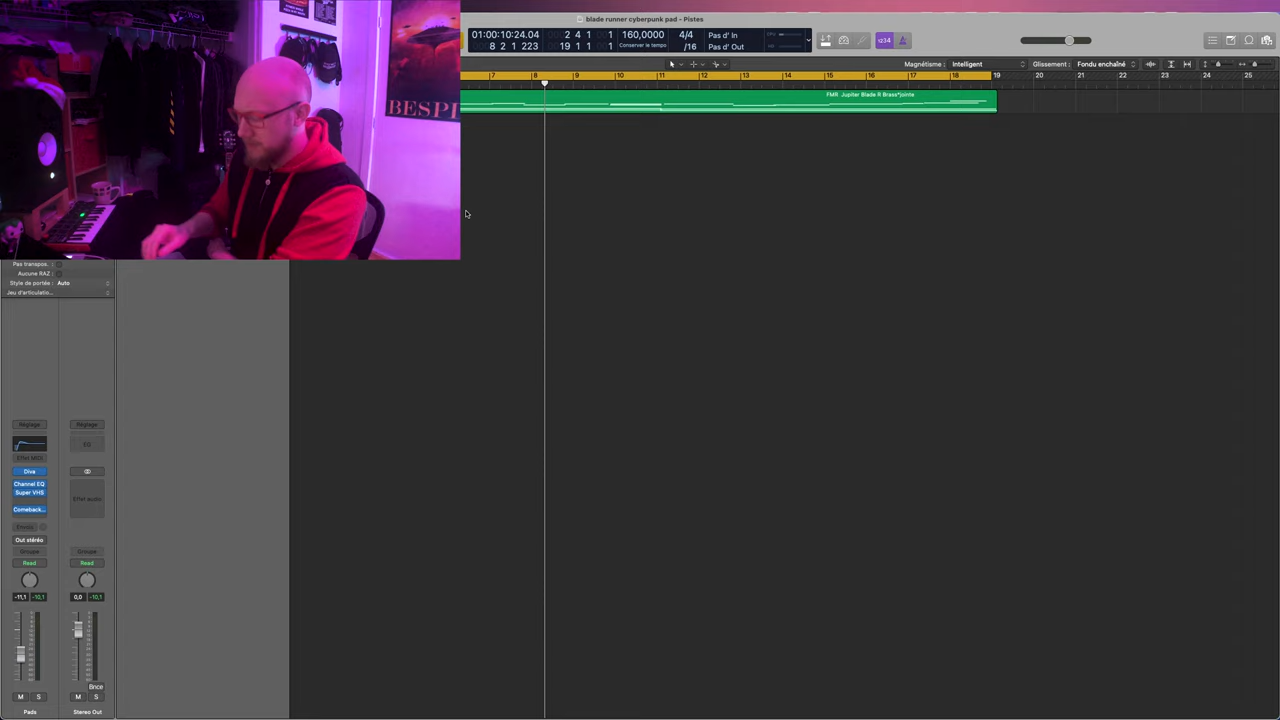 blade runner cyberpunk pad - Pistes
01:00:10:24.04
8 2 1 223
2 4 1 1
19 1 1 1
160,0000
Conserver le tempo
4/4
/16
Pas d' In
Pas d' Out
CPU
HD
1234
Magnétisme :
Intelligent
Glissement :
Fondu enchaîné
7
8
9
10
11
12
13
14
15
16
17
18
19
20
21
22
23
24
25
FMR Jupiter Blade R Brass*jointe
BESPI
Pas transpos.
Aucune RAZ :
Style de portée :
Auto
Jeu d'articulatio...
Réglage
Réglage
EQ
Effet MIDI
Diva
Channel EQ
Super VHS
Effet audio
Comeback...
Envois
Out stéréo
Groupe
Groupe
Read
Read
-11,1
-10,1
0,0
-10,1
Bnce
M
S
M
S
Pads
Stereo Out